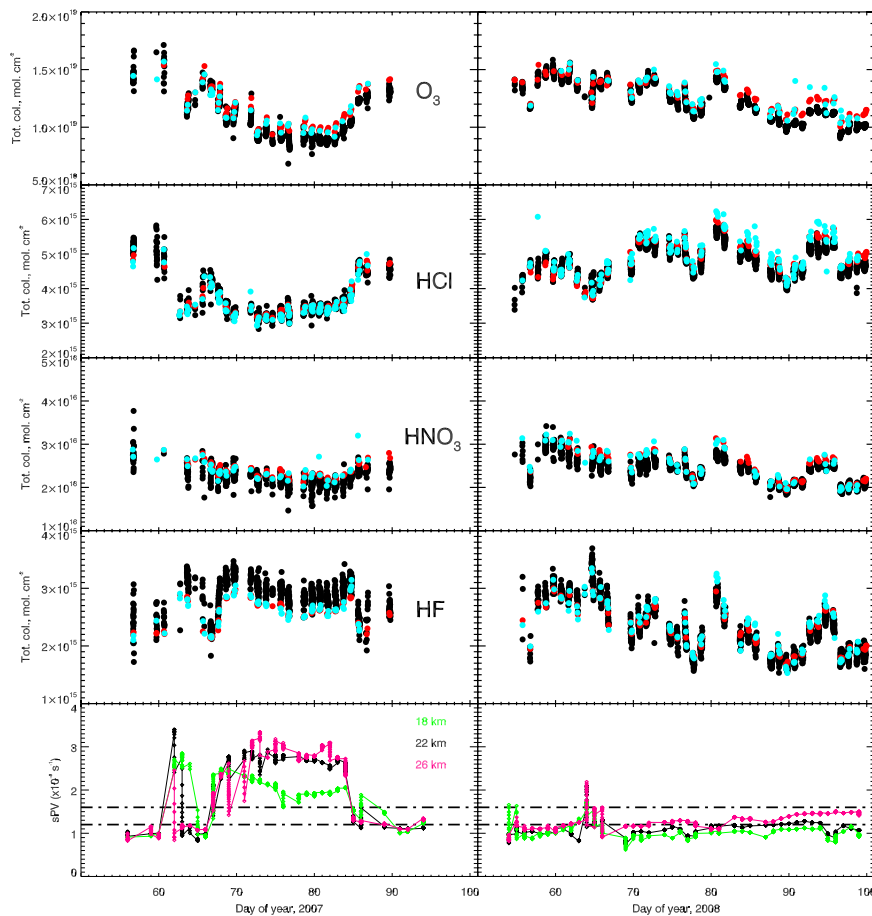 2.0×10¹⁹
1.5×10¹⁹
1.0×10¹⁹
5.0×10¹⁸
Tot. col., mol. cm⁻²
O₃
7×10¹⁵
6×10¹⁵
5×10¹⁵
4×10¹⁵
3×10¹⁵
2×10¹⁵
Tot. col., mol. cm⁻²
HCl
5×10¹⁶
4×10¹⁶
3×10¹⁶
2×10¹⁶
1×10¹⁶
Tot. col., mol. cm⁻²
HNO₃
4×10¹⁵
3×10¹⁵
2×10¹⁵
1×10¹⁵
Tot. col., mol. cm⁻²
HF
4
3
2
1
0
sPV (x10⁻⁴ s⁻¹)
18 km
22 km
26 km
60 70 80 90 100
60 70 80 90 100
Day of year, 2007
Day of year, 2008